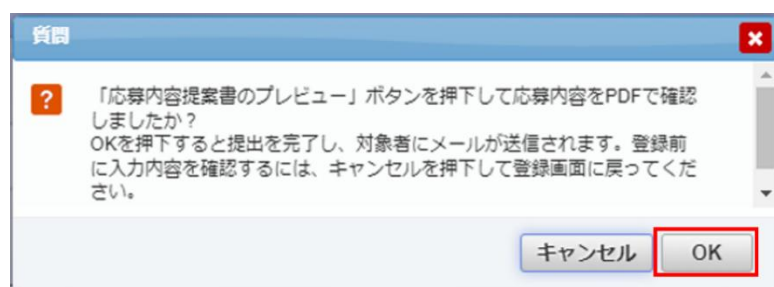 質問
「応募内容提案書のプレビュー」ボタンを押下して応募内容をPDFで確認
しましたか？
OKを押下すると提出を完了し、対象者にメールが送信されます。登録前
に入力内容を確認するには、キャンセルを押下して登録画面に戻ってくだ
さい。
キャンセル
OK